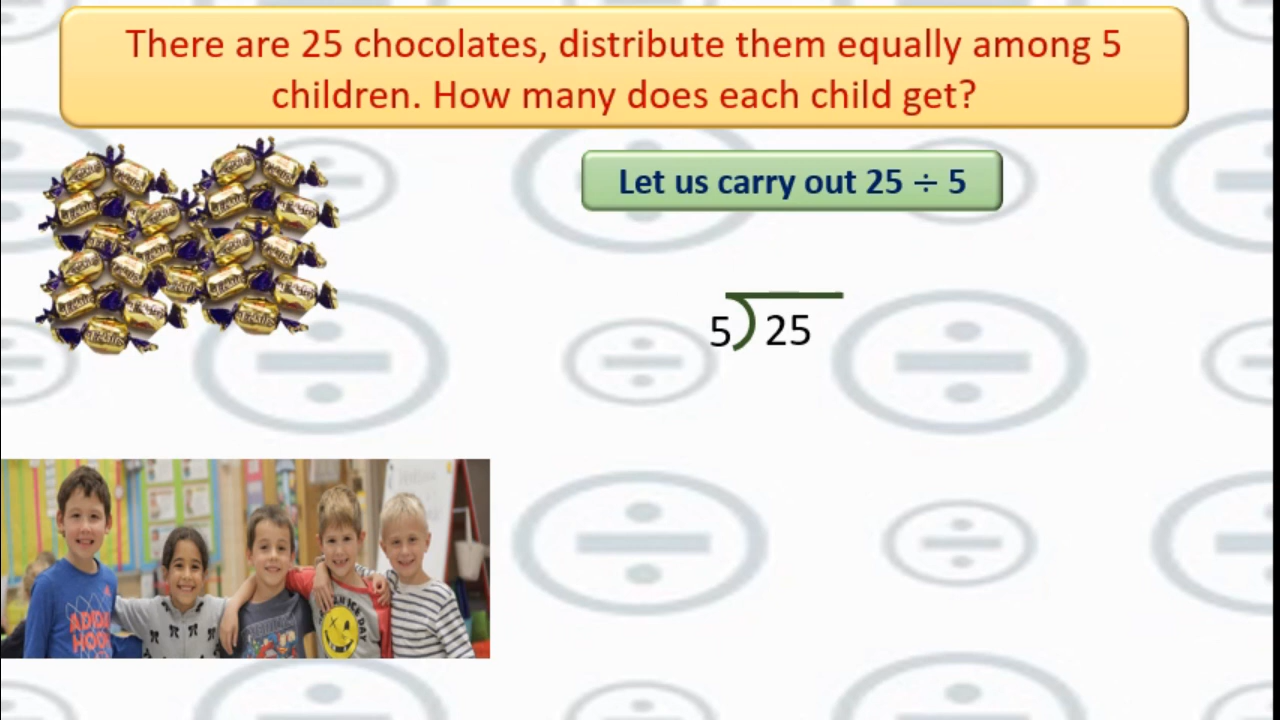 There are 25 chocolates, distribute them equally among 5
children. How many does each child get?
Let us carry out 25 ÷ 5
5 25